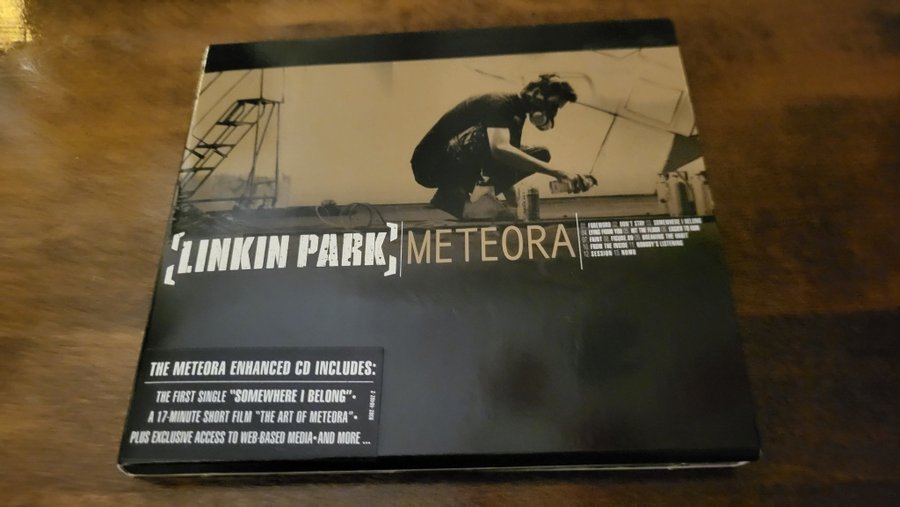 [LINKIN PARK]
METEORA
FOREWORD DON'T STAY SOMEWHERE I BELONG
LYING FROM YOU HIT THE FLOOR EASIER TO RUN
FAINT FIGURE.09 BREAKING THE HABIT
FROM THE INSIDE NOBODY'S LISTENING
SESSION NUMB
THE METEORA ENHANCED CD INCLUDES:
THE FIRST SINGLE "SOMEWHERE I BELONG"•
A 17-MINUTE SHORT FILM "THE ART OF METEORA"•
PLUS EXCLUSIVE ACCESS TO WEB-BASED MEDIA•AND MORE ...